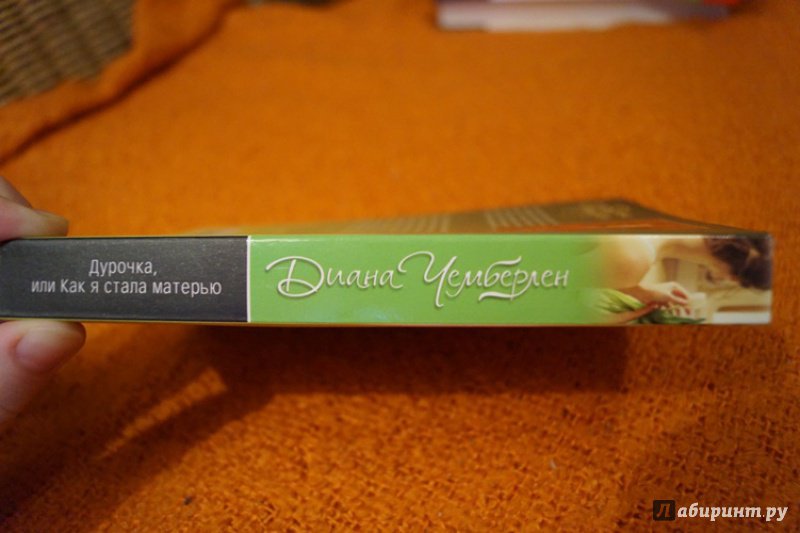 Дурочка,
или Как я стала матерью
Диана Чемберлен
Лабиринт.ру